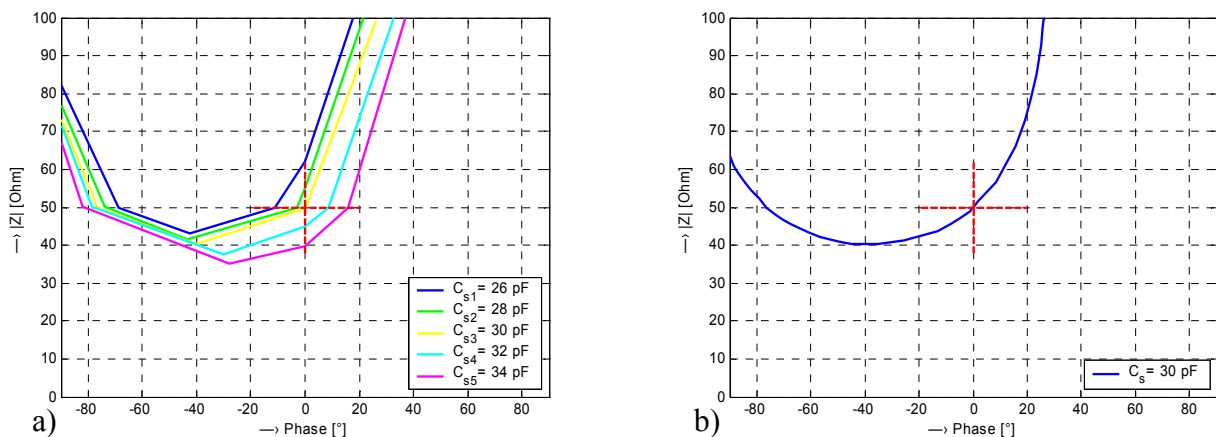 100
90
80
70
60
50
40
30
20
10
0
—› |Z| [Ohm]
-80 -60 -40 -20 0 20 40 60 80
—› Phase [°]
C_s1 = 26 pF
C_s2 = 28 pF
C_s3 = 30 pF
C_s4 = 32 pF
C_s5 = 34 pF
a)
100
90
80
70
60
50
40
30
20
10
0
—› |Z| [Ohm]
-80 -60 -40 -20 0 20 40 60 80
—› Phase [°]
C_s = 30 pF
b)